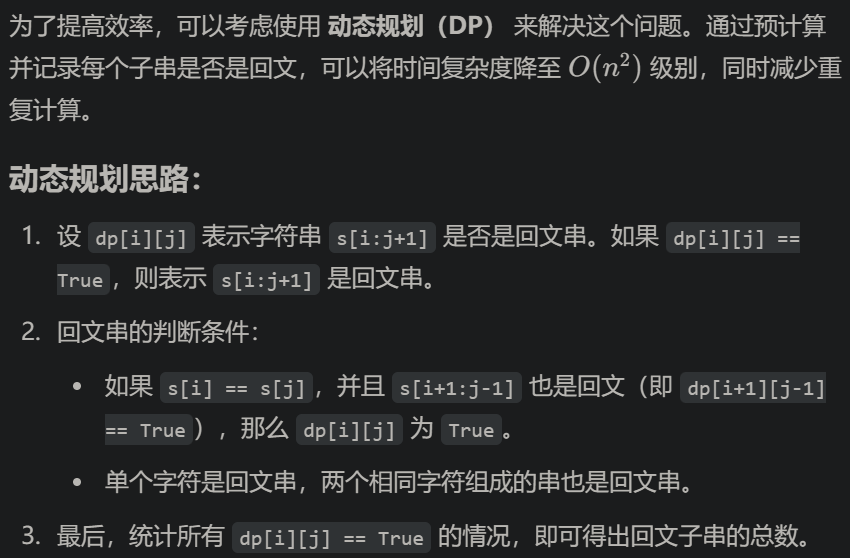 为了提高效率，可以考虑使用 动态规划（DP） 来解决这个问题。通过预计算
并记录每个子串是否是回文，可以将时间复杂度降至 O(n²) 级别，同时减少重
复计算。
动态规划思路：
1. 设 dp[i][j] 表示字符串 s[i:j+1] 是否是回文串。如果 dp[i][j] ==
True，则表示 s[i:j+1] 是回文串。
2. 回文串的判断条件：
• 如果 s[i] == s[j]，并且 s[i+1:j-1] 也是回文（即 dp[i+1][j-1]
== True），那么 dp[i][j] 为 True。
• 单个字符是回文串，两个相同字符组成的串也是回文串。
3. 最后，统计所有 dp[i][j] == True 的情况，即可得出回文子串的总数。